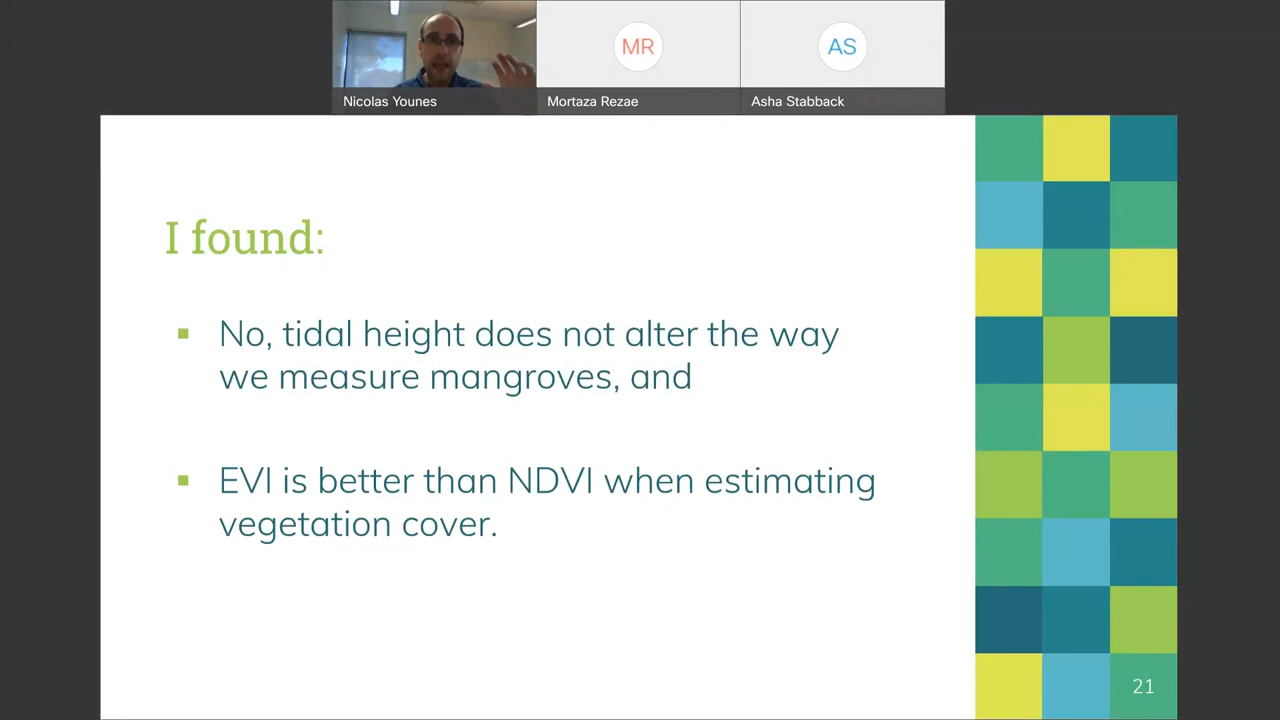 MR
AS
Nicolas Younes
Mortaza Rezae
Asha Stabback
I found:
No, tidal height does not alter the way
we measure mangroves, and
EVI is better than NDVI when estimating
vegetation cover.
21